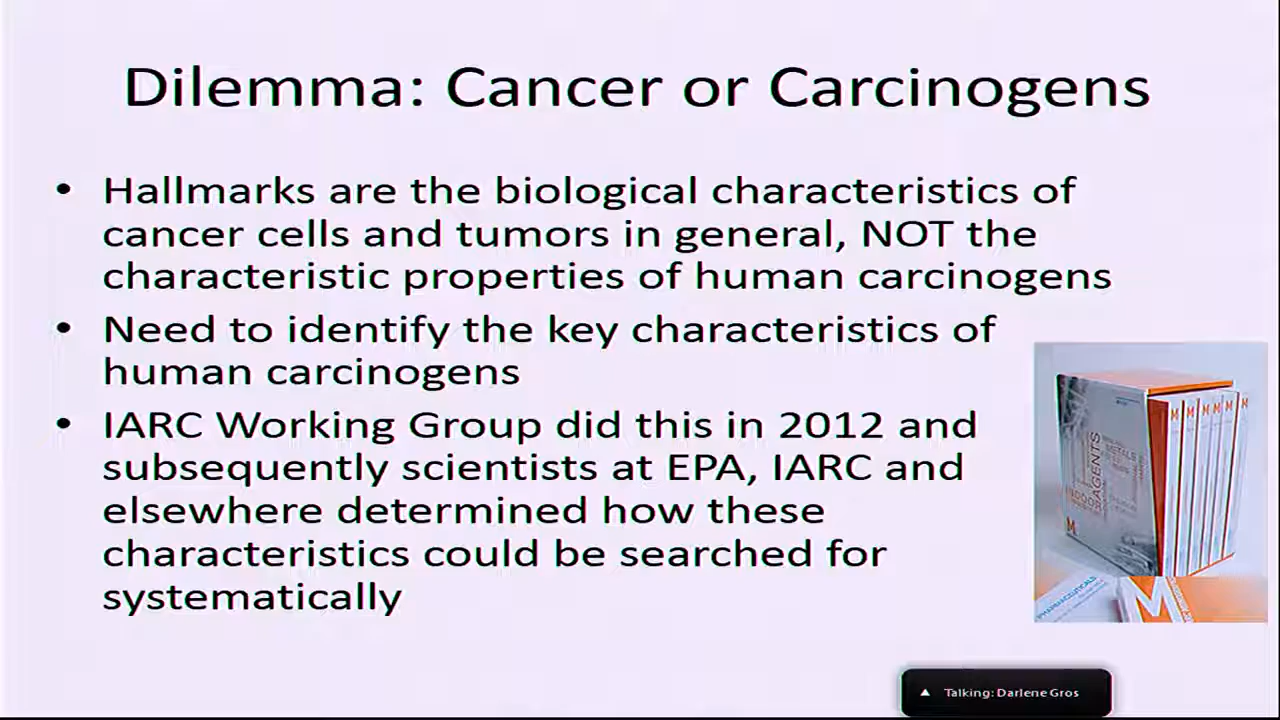 Dilemma: Cancer or Carcinogens
• Hallmarks are the biological characteristics of
cancer cells and tumors in general, NOT the
characteristic properties of human carcinogens
• Need to identify the key characteristics of
human carcinogens
• IARC Working Group did this in 2012 and
subsequently scientists at EPA, IARC and
elsewhere determined how these
characteristics could be searched for
systematically
M M M M M M
AGENTS
METALS
M
PHARMACEUTICALS
M
Talking: Darlene Gros